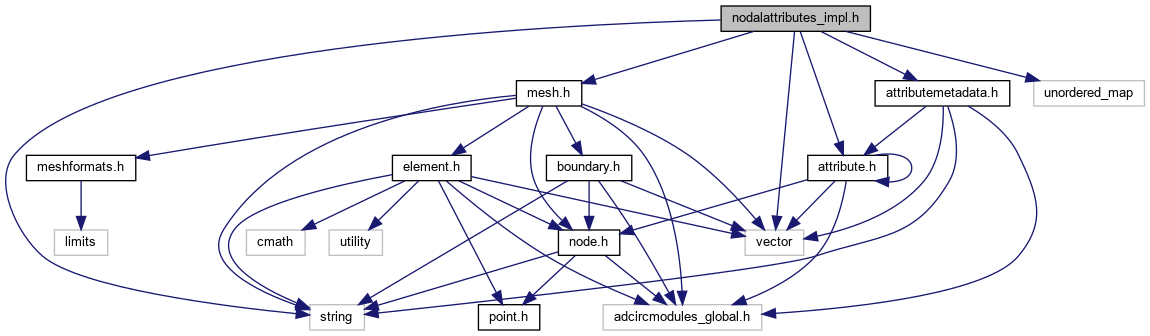 nodalattributes_impl.h
mesh.h
attributemetadata.h
unordered_map
meshformats.h
element.h
boundary.h
attribute.h
limits
cmath
utility
node.h
vector
string
point.h
adcircmodules_global.h